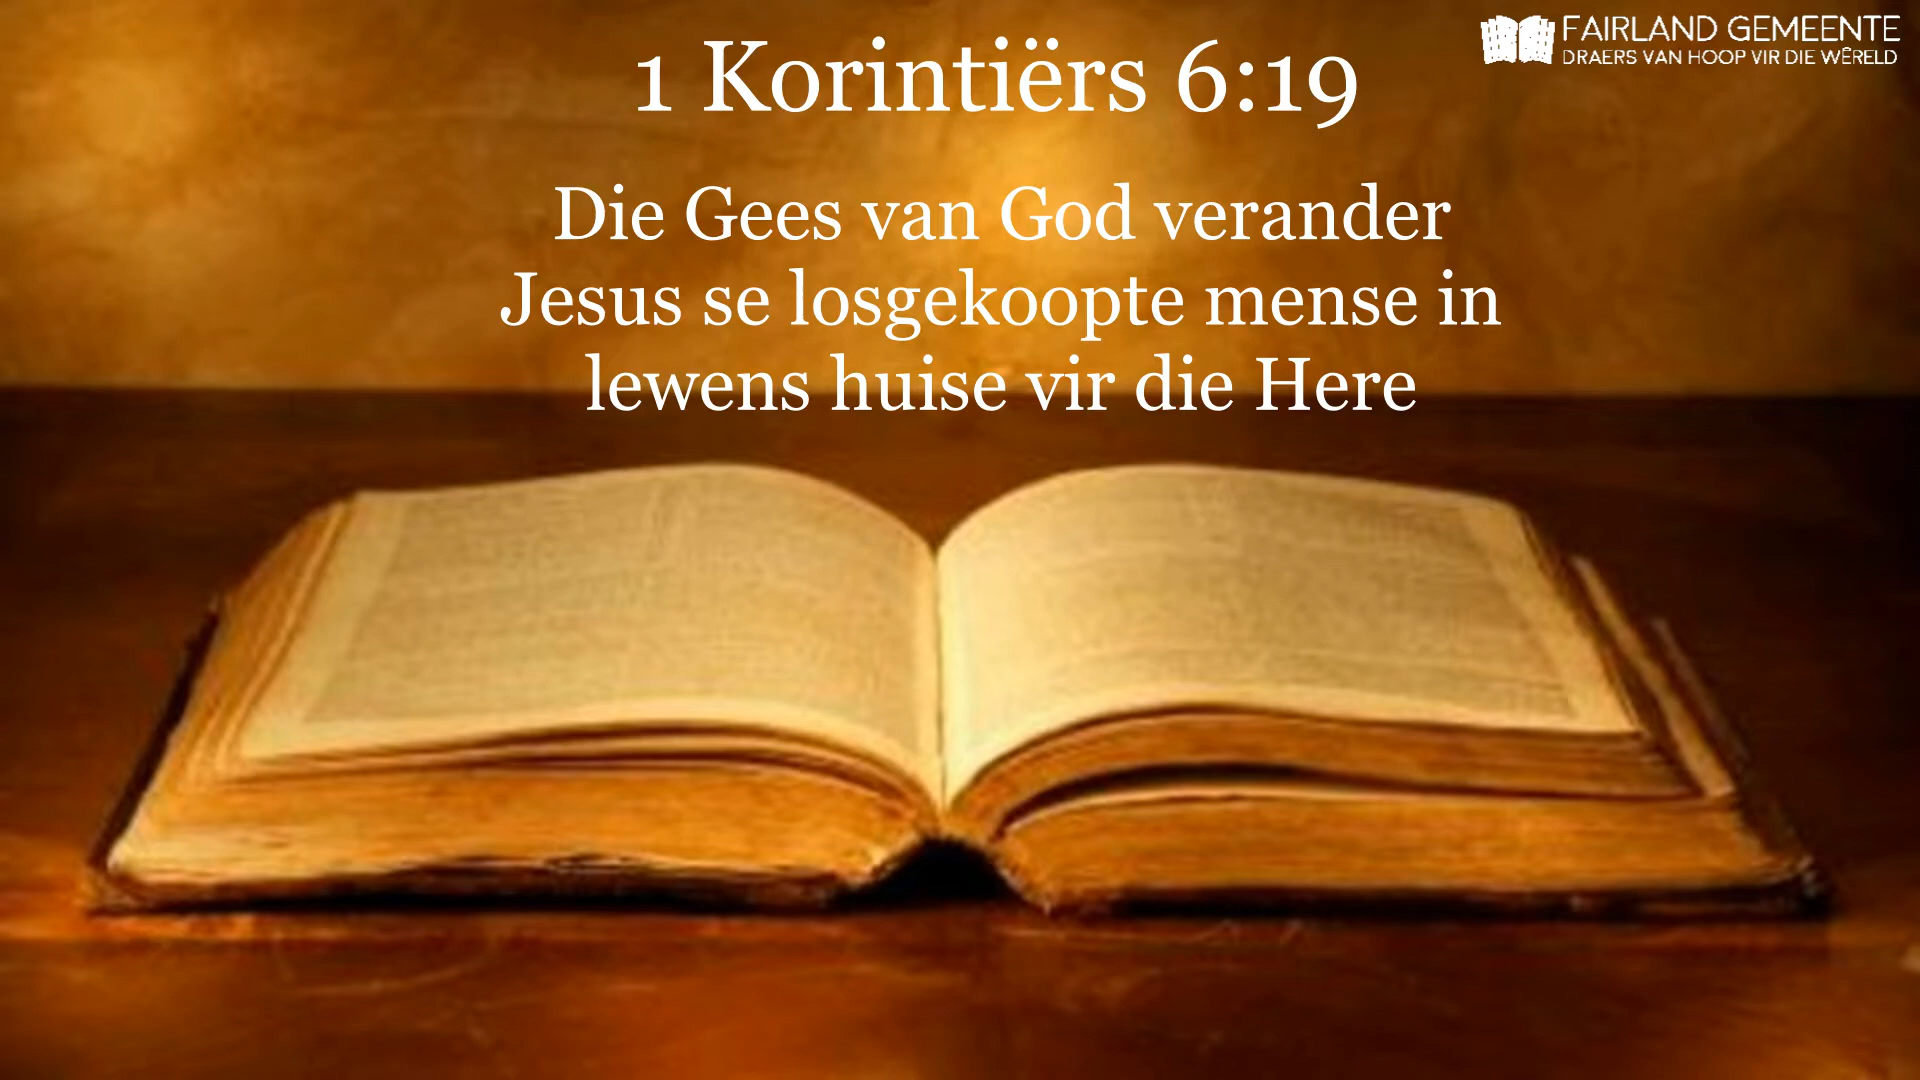 FAIRLAND GEMEENTE
DRAERS VAN HOOP VIR DIE WÊRELD
1 Korintiërs 6:19
Die Gees van God verander
Jesus se losgekoopte mense in
lewens huise vir die Here